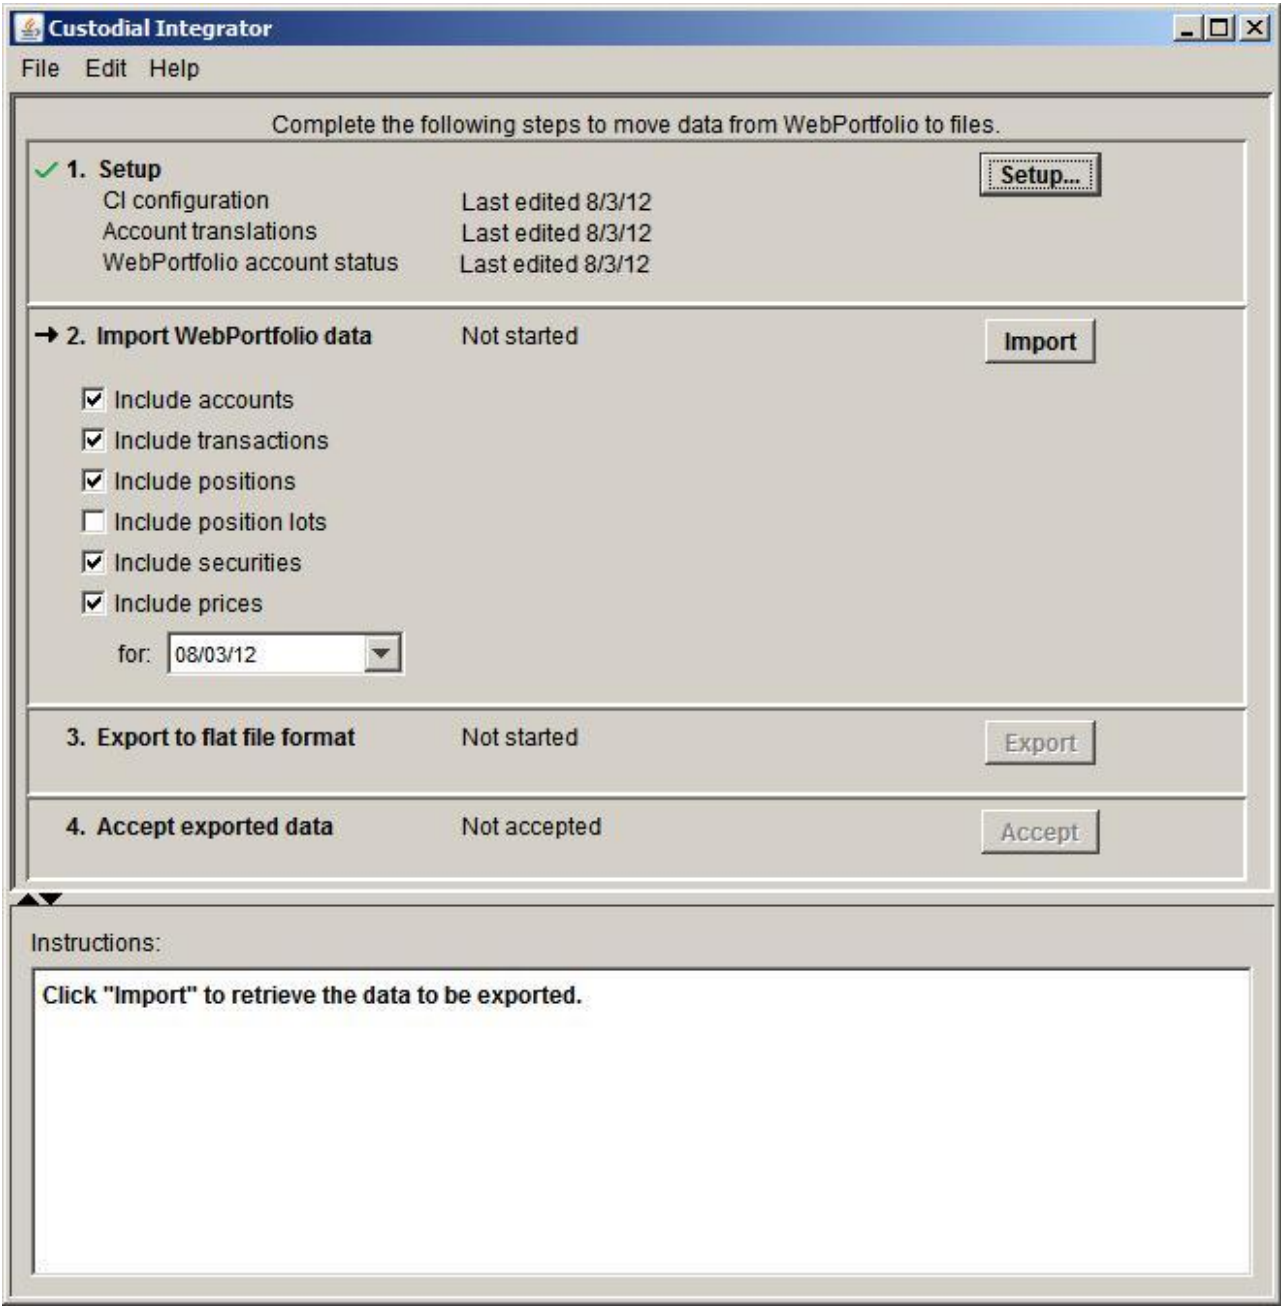 Custodial Integrator
File Edit Help
Complete the following steps to move data from WebPortfolio to files.
1. Setup Setup...
CI configuration Last edited 8/3/12
Account translations Last edited 8/3/12
WebPortfolio account status Last edited 8/3/12
2. Import WebPortfolio data Not started Import
Include accounts
Include transactions
Include positions
Include position lots
Include securities
Include prices
for: 08/03/12
3. Export to flat file format Not started Export
4. Accept exported data Not accepted Accept
Instructions:
Click "Import" to retrieve the data to be exported.